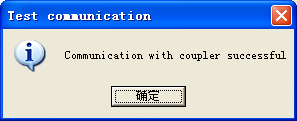 Test communication
Communication with coupler successful
确定